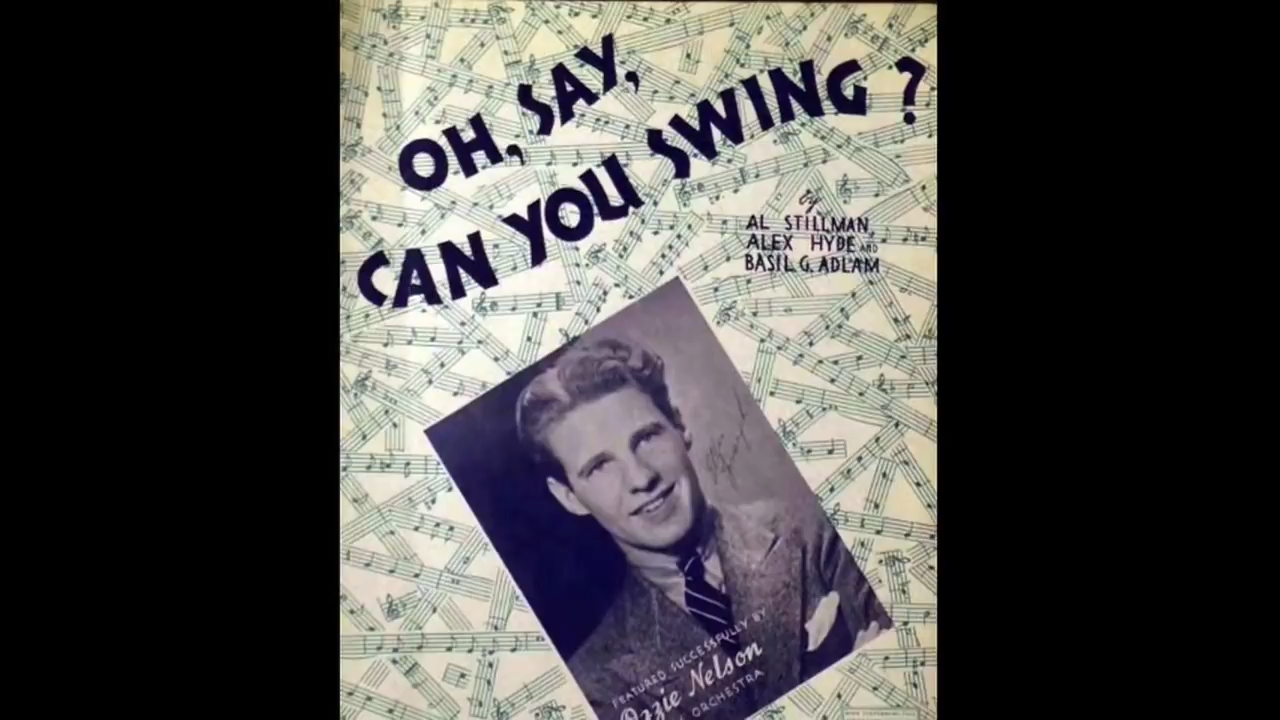 OH, SAY,
CAN YOU SWING?
by
AL STILLMAN,
ALEX HYDE AND
BASIL G. ADLAM
FEATURED SUCCESSFULLY BY
Ozzie Nelson
ORCHESTRA